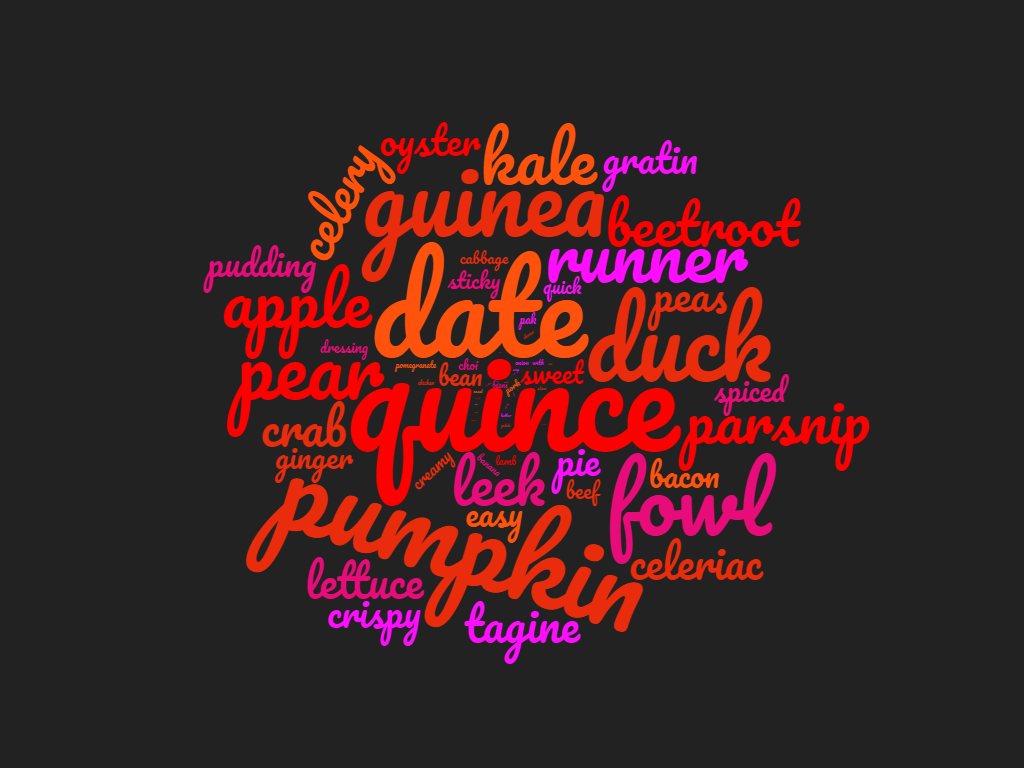 oyster
kale
gratin
celery
guinea
beetroot
runner
pudding
cabbage
sticky
quick
apple
date
peas
duck
pak
dressing
pear
pomegranate
choi
bean
sweet
quince
spiced
parsnip
crab
ginger
creamy
banana
lamb
leek
pie
beef
bacon
fowl
easy
pumpkin
celeriac
lettuce
crispy
tagine
pork